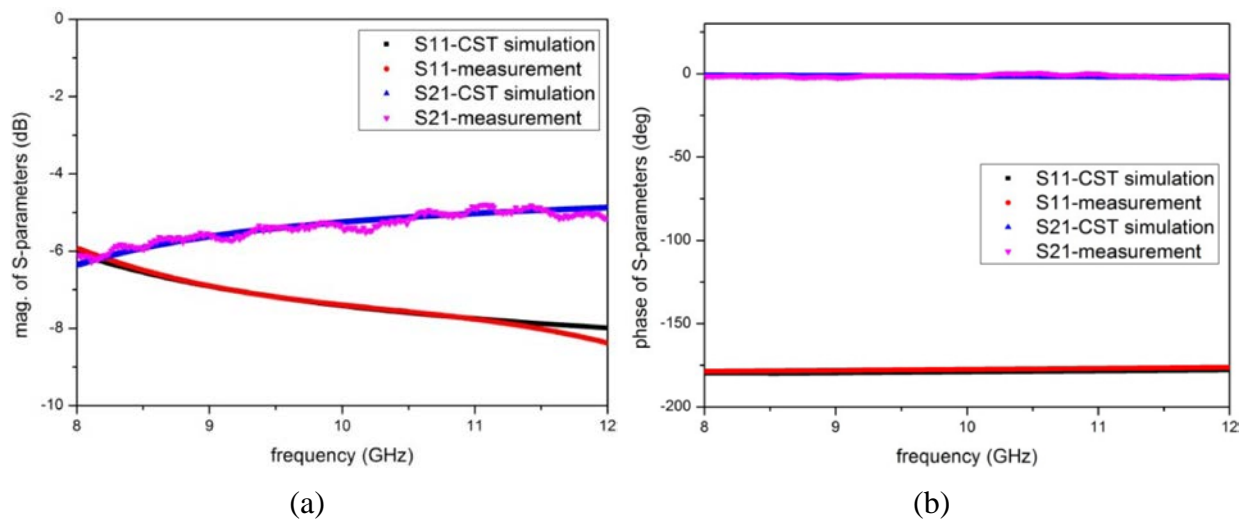 0
-2
-4
-6
-8
-10
mag. of S-parameters (dB)
S11-CST simulation
S11-measurement
S21-CST simulation
S21-measurement
8 9 10 11 12
frequency (GHz)
(a)
0
-50
-100
-150
-200
phase of S-parameters (deg)
S11-CST simulation
S11-measurement
S21-CST simulation
S21-measurement
8 9 10 11 12
frequency (GHz)
(b)